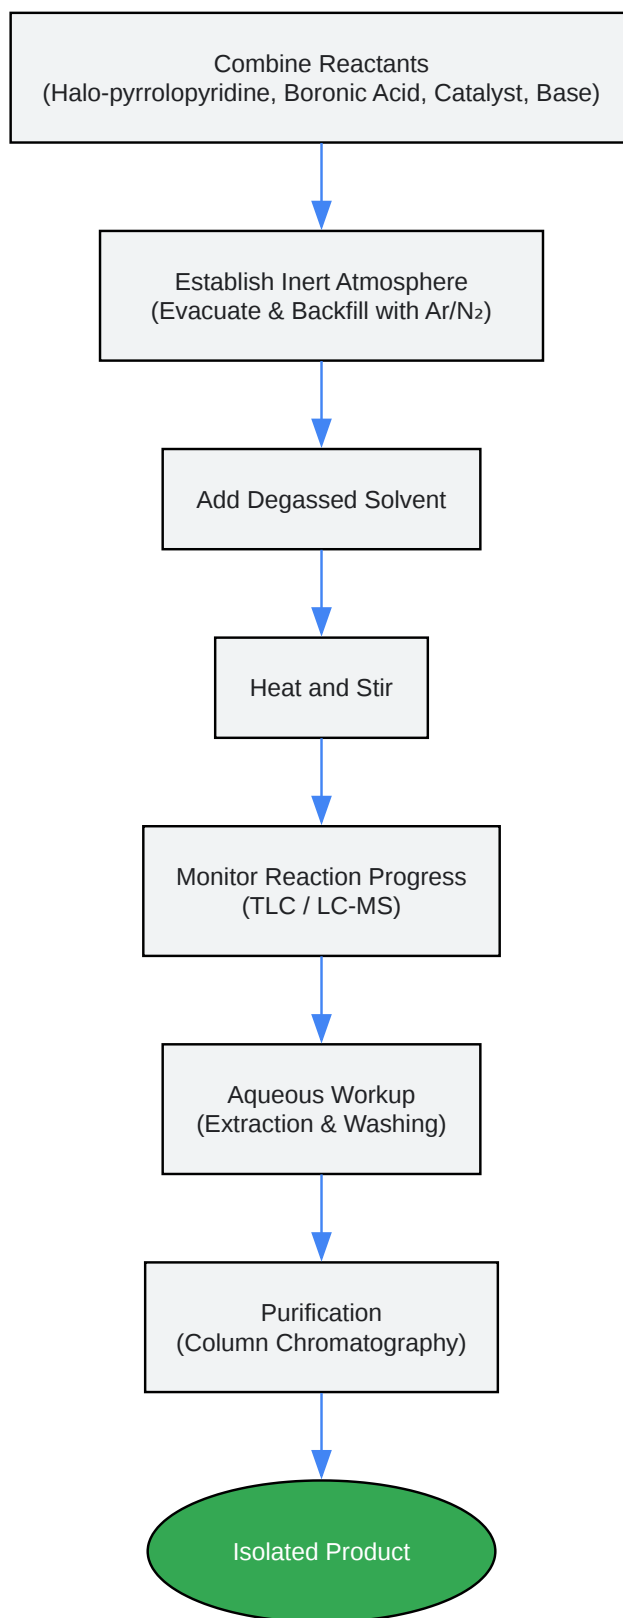 Combine Reactants
(Halo-pyrrolopyridine, Boronic Acid, Catalyst, Base)
Establish Inert Atmosphere
(Evacuate & Backfill with Ar/N₂)
Add Degassed Solvent
Heat and Stir
Monitor Reaction Progress
(TLC / LC-MS)
Aqueous Workup
(Extraction & Washing)
Purification
(Column Chromatography)
Isolated Product